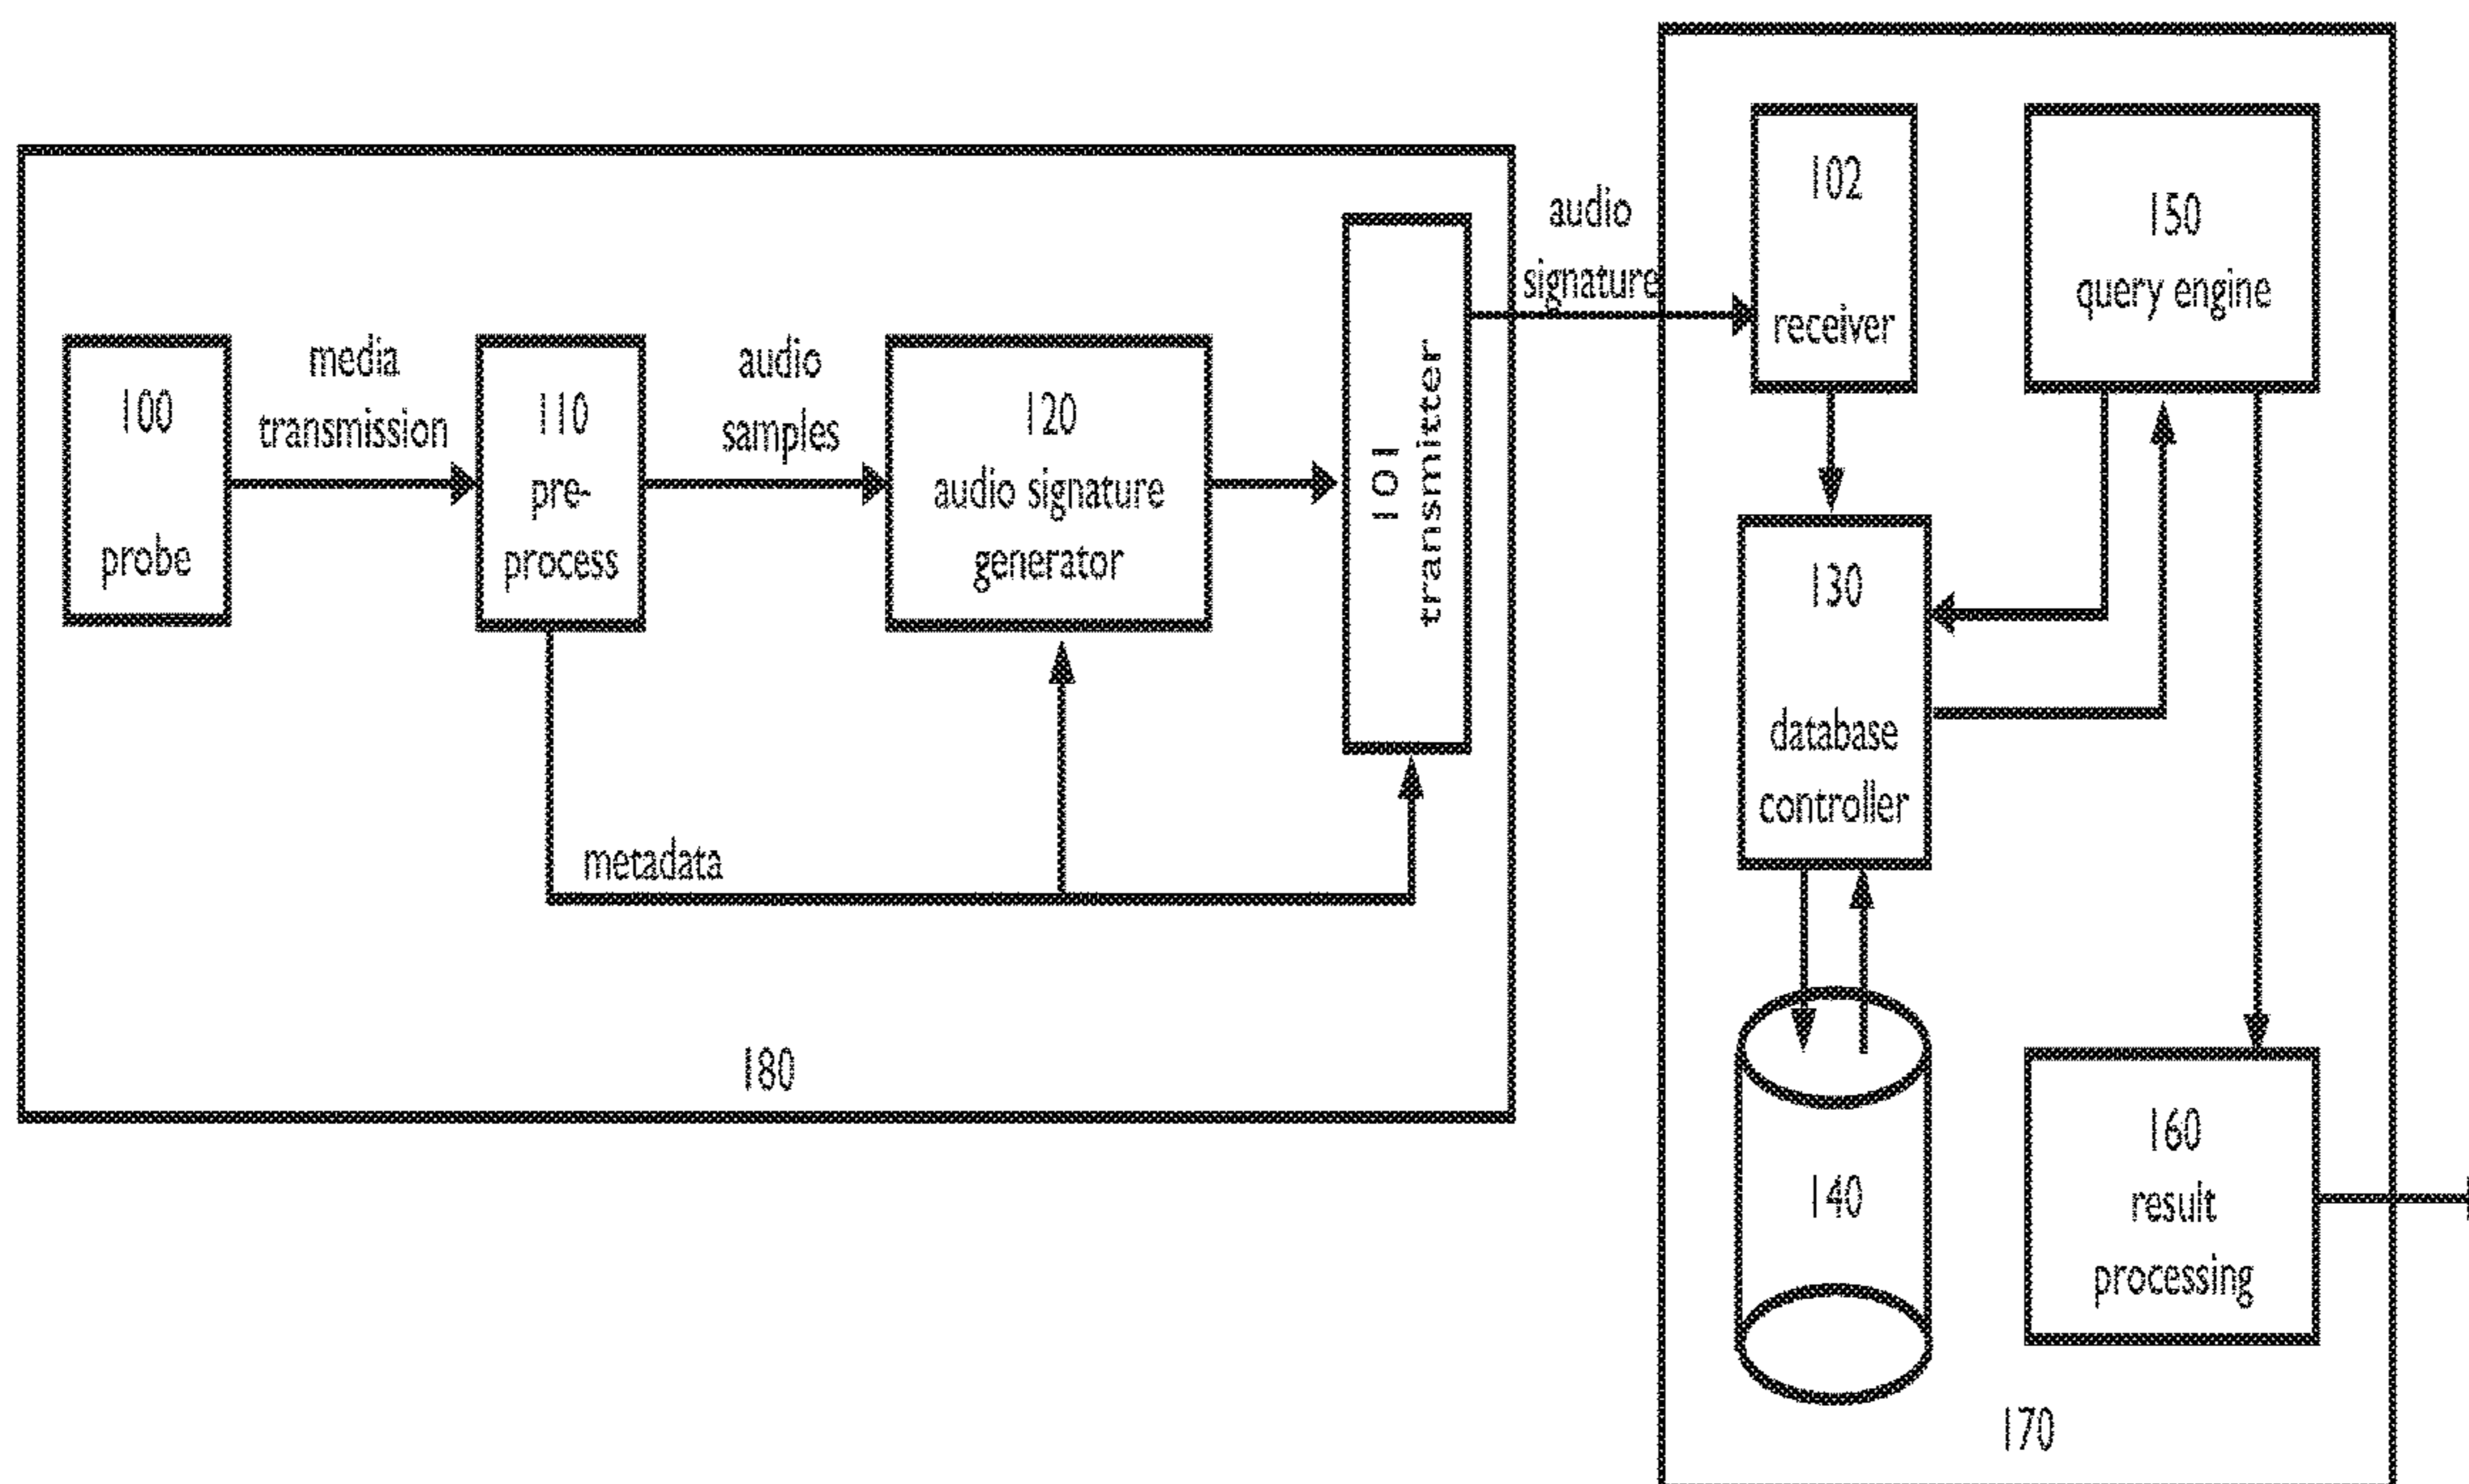 100
probe
media
transmission
110
pre-
process
audio
samples
120
audio signature
generator
101
transmitter
metadata
180
audio
signature
102
receiver
150
query engine
130
database
controller
140
160
result
processing
170